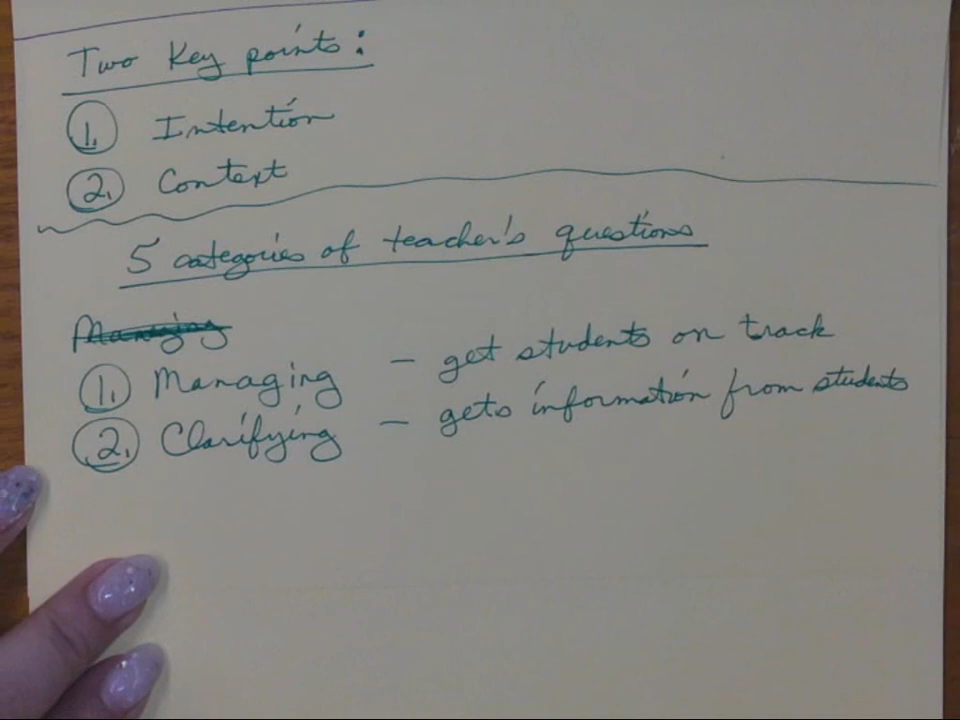 Two Key points:
1. Intention
2. Context
5 categories of teacher's questions
Managing
1. Managing - get students on track
2. Clarifying - gets information from students